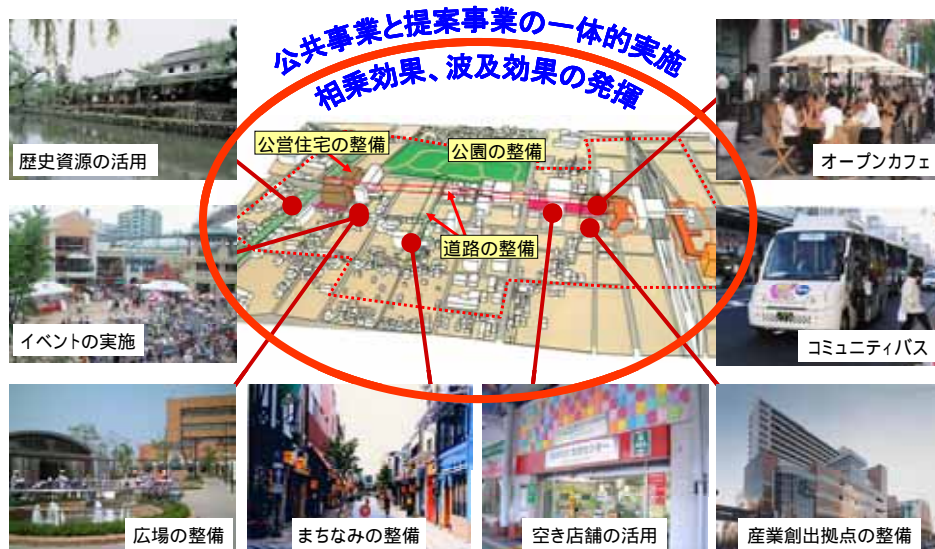 公共事業と提案事業の一体的実施
相乗効果、波及効果の発揮
歴史資源の活用
公営住宅の整備
公園の整備
オープンカフェ
道路の整備
イベントの実施
コミュニティバス
広場の整備
まちなみの整備
空き店舗の活用
産業創出拠点の整備